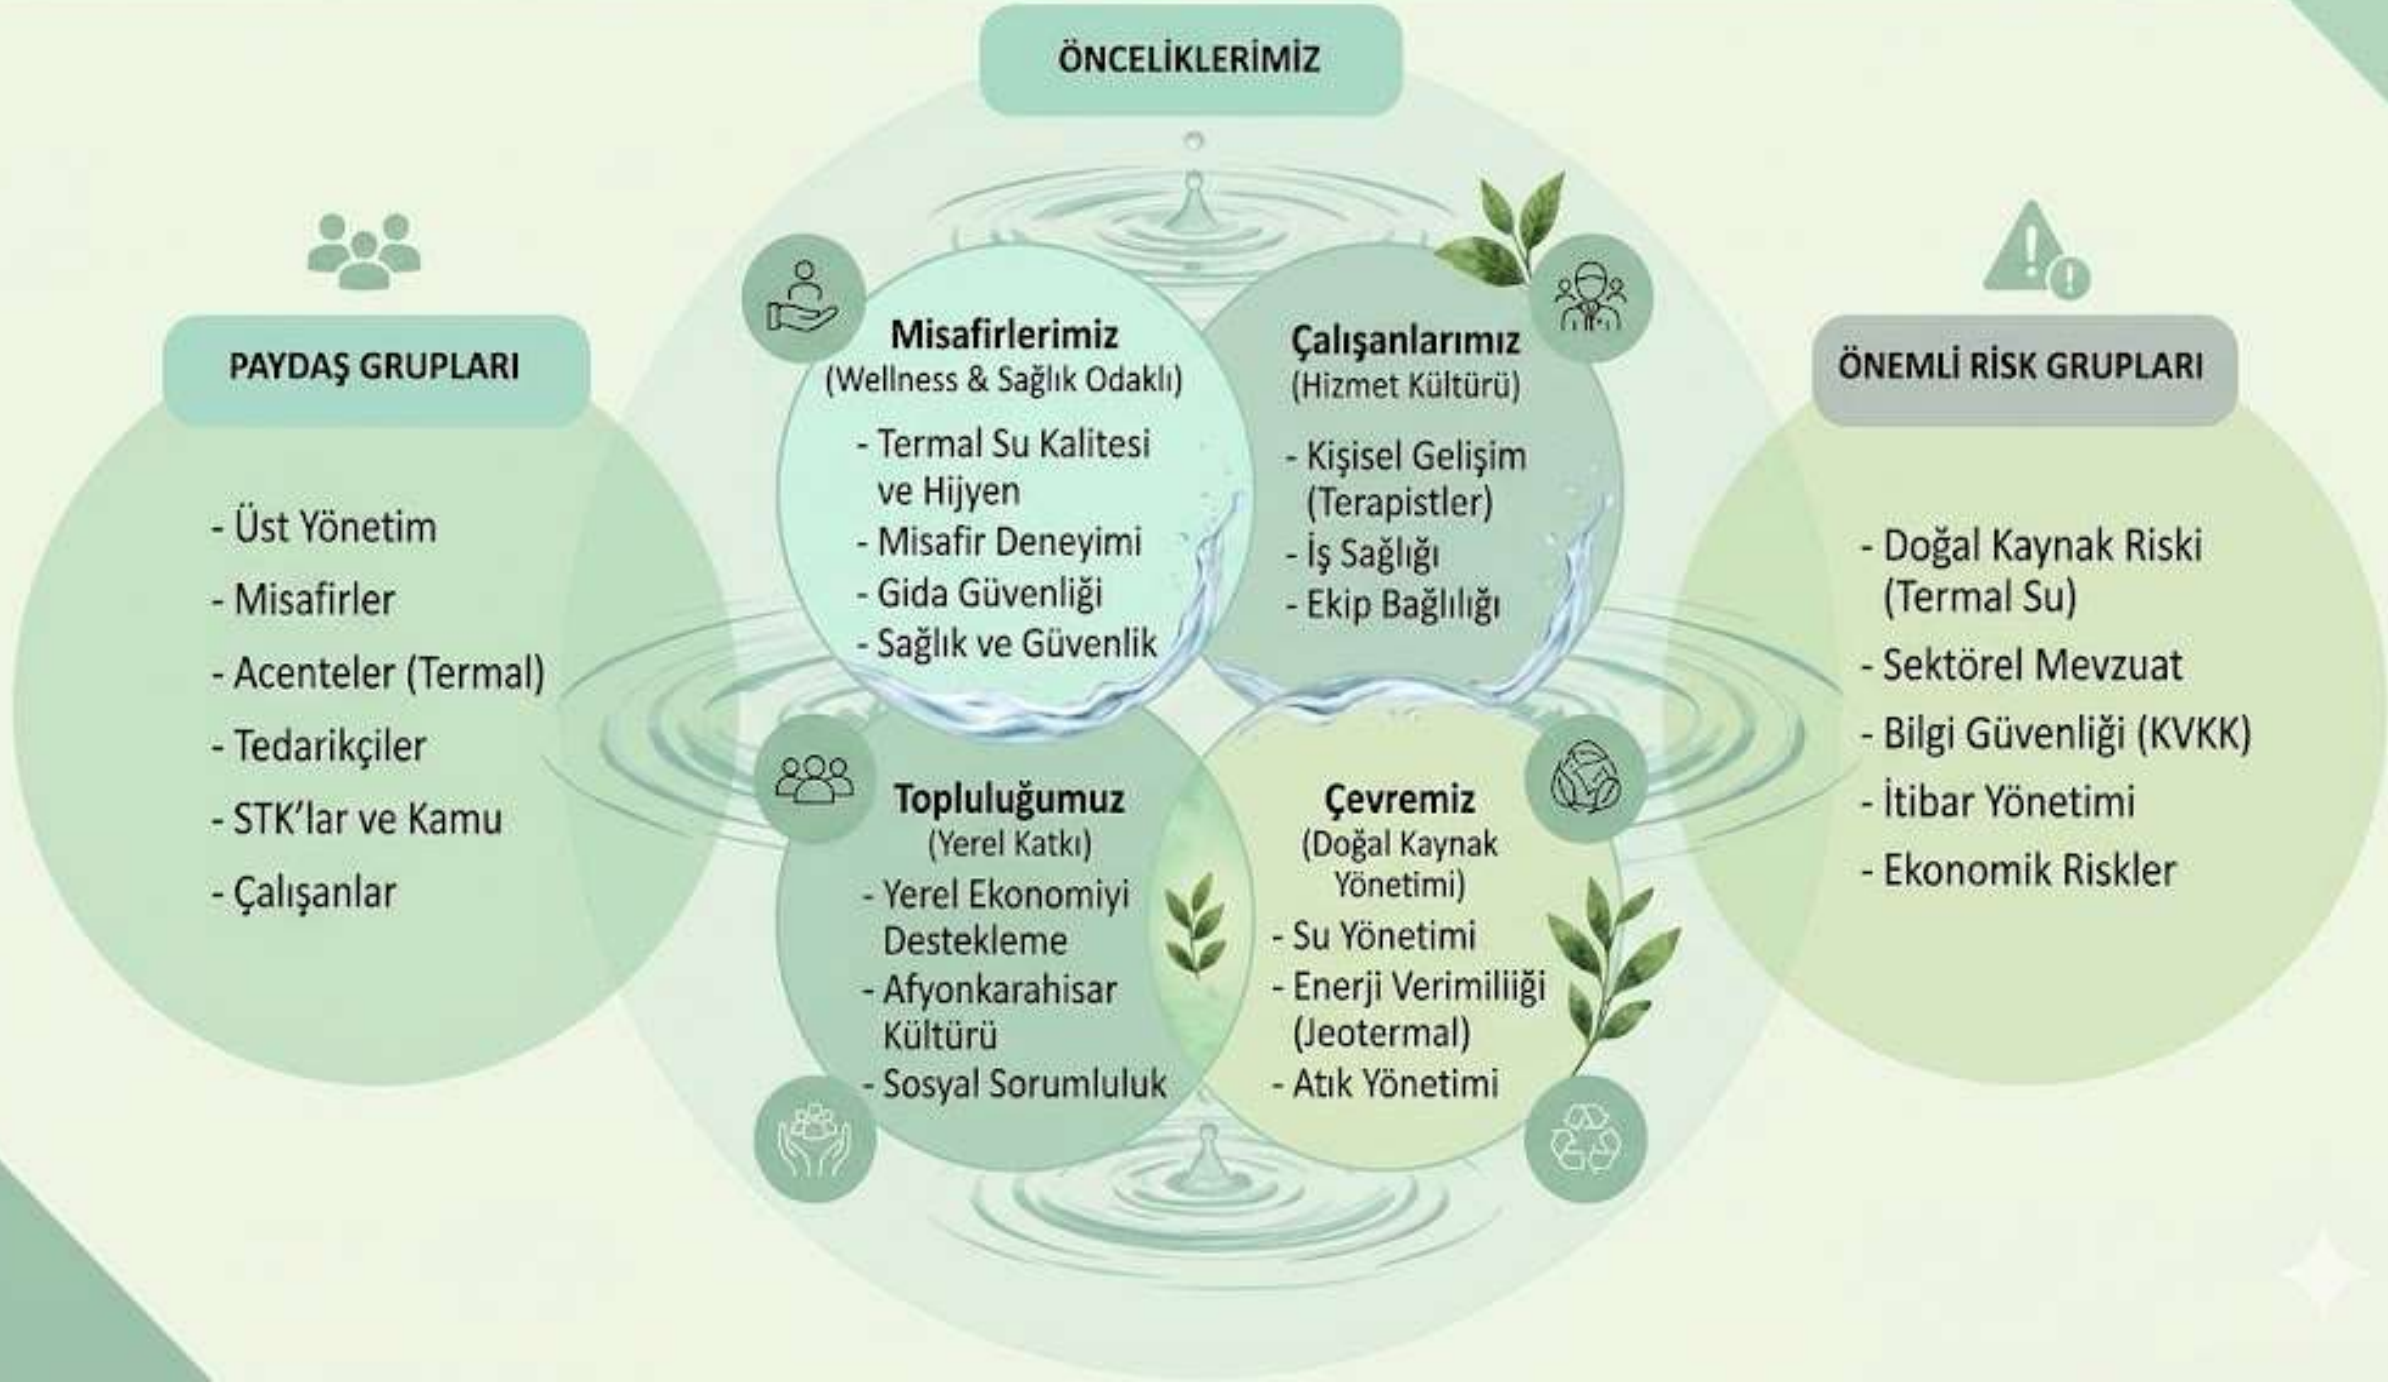 ÖNCELİKLERİMİZ
PAYDAŞ GRUPLARI
- Üst Yönetim
- Misafirler
- Acenteler (Termal)
- Tedarikçiler
- STK’lar ve Kamu
- Çalışanlar
Misafirlerimiz
(Wellness & Sağlık Odaklı)
- Termal Su Kalitesi
ve Hijyen
- Misafir Deneyimi
- Gıda Güvenliği
- Sağlık ve Güvenlik
Çalışanlarımız
(Hizmet Kültürü)
- Kişisel Gelişim
(Terapistler)
- İş Sağlığı
- Ekip Bağlılığı
Topluluğumuz
(Yerel Katkı)
- Yerel Ekonomiyi
Destekleme
- Afyonkarahisar
Kültürü
- Sosyal Sorumluluk
Çevremiz
(Doğal Kaynak
Yönetimi)
- Su Yönetimi
- Enerji Verimiliiği
(Jeotermal)
- Atık Yönetimi
ÖNEMLİ RİSK GRUPLARI
- Doğal Kaynak Riski
(Termal Su)
- Sektörel Mevzuat
- Bilgi Güvenliği (KVKK)
- İtibar Yönetimi
- Ekonomik Riskler